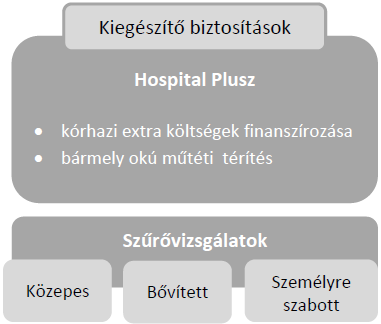 Kiegészítő biztosítások
Hospital Plusz
• kórhazi extra költségek finanszírozása
• bármely okú műtéti térítés
Szűrővizsgálatok
Közepes
Bővített
Személyre
szabott